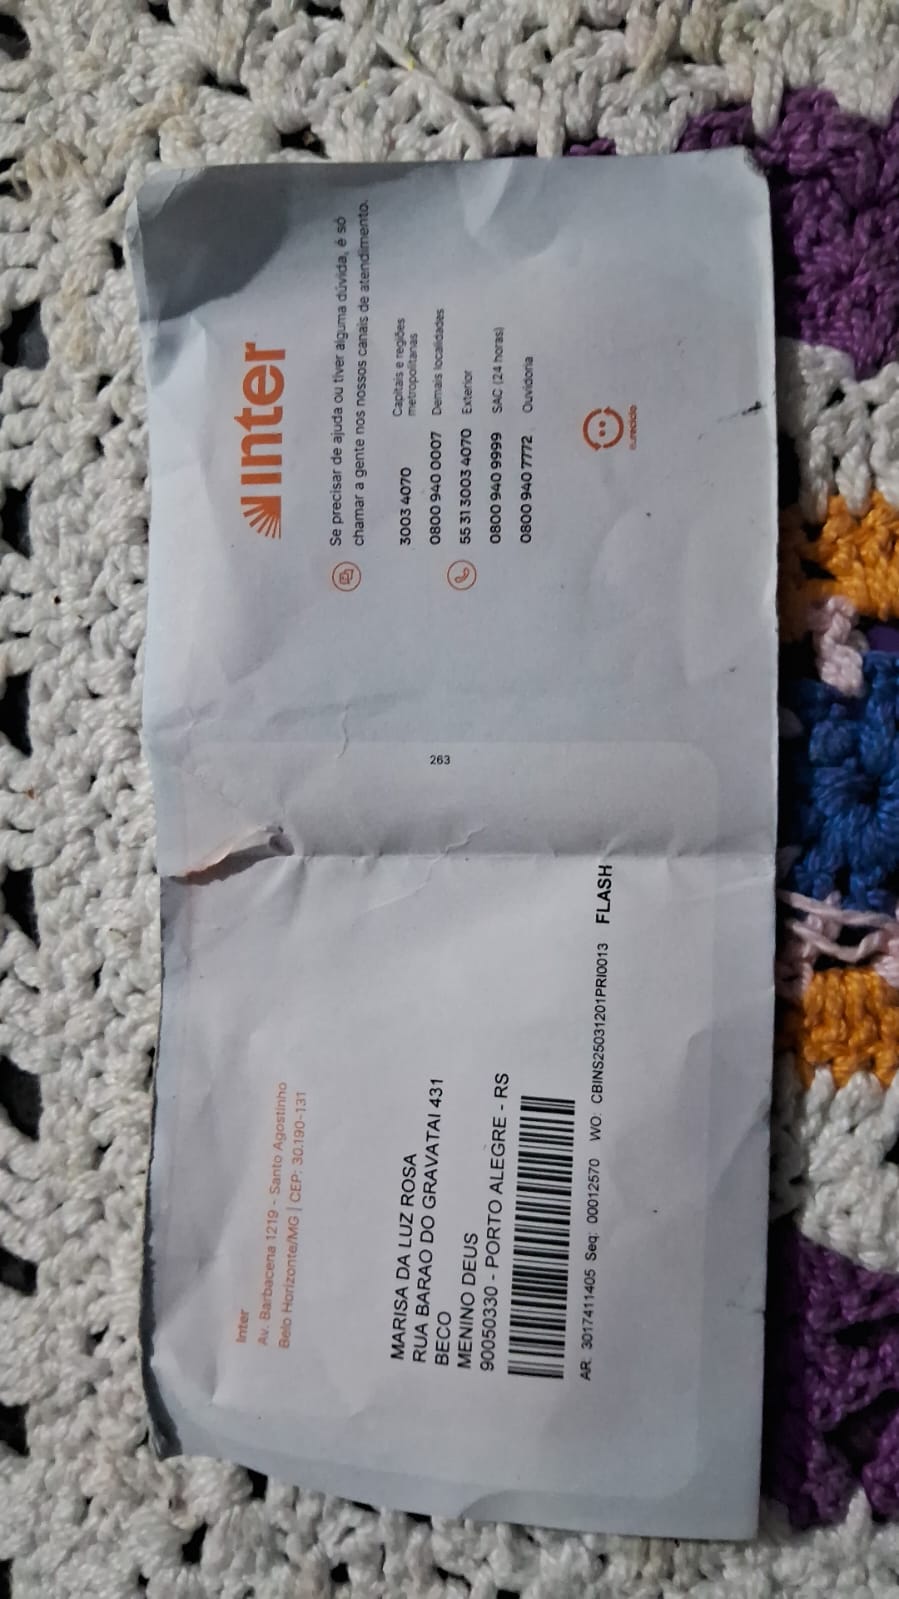 Inter
Av. Barbacena 1219 - Santo Agostinho
Belo Horizonte/MG | CEP: 30.190-131
MARISA DA LUZ ROSA
RUA BARAO DO GRAVATAI 431
BECO
MENINO DEUS
90050330 - PORTO ALEGRE - RS
AR: 3017411405 Seq: 00012570 WO: CBINS25031201PRI0013 FLASH
263
inter
Se precisar de ajuda ou tiver alguma dúvida, é só
chamar a gente nos nossos canais de atendimento.
3003 4070 Capitais e regiões
metropolitanas
0800 940 0007 Demais localidades
55 31 3003 4070 Exterior
0800 940 9999 SAC (24 horas)
0800 940 7772 Ouvidoria
eureciclo